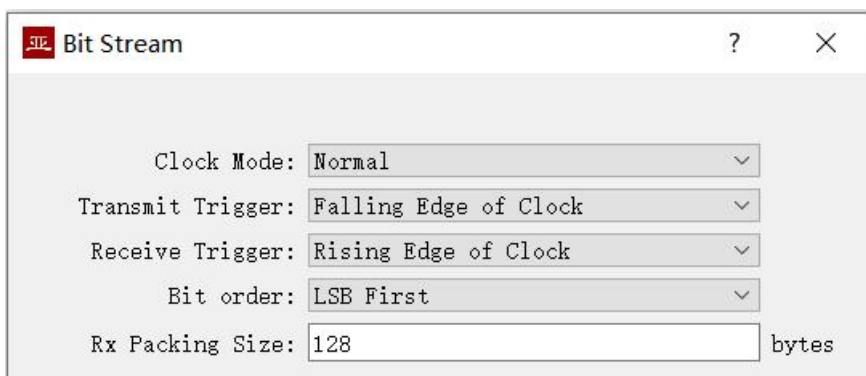 Bit Stream ?
Clock Mode: Normal
Transmit Trigger: Falling Edge of Clock
Receive Trigger: Rising Edge of Clock
Bit order: LSB First
Rx Packing Size: 128 bytes